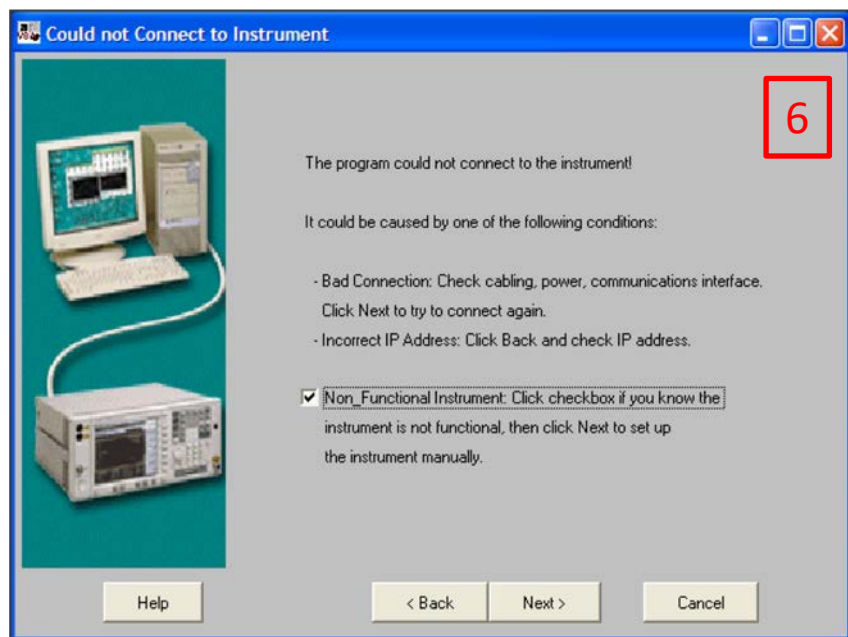 Could not Connect to Instrument
6
The program could not connect to the instrument!
It could be caused by one of the following conditions:
- Bad Connection: Check cabling, power, communications interface.
Click Next to try to connect again.
- Incorrect IP Address: Click Back and check IP address.
Non_Functional Instrument: Click checkbox if you know the
instrument is not functional, then click Next to set up
the instrument manually.
Help
< Back
Next >
Cancel